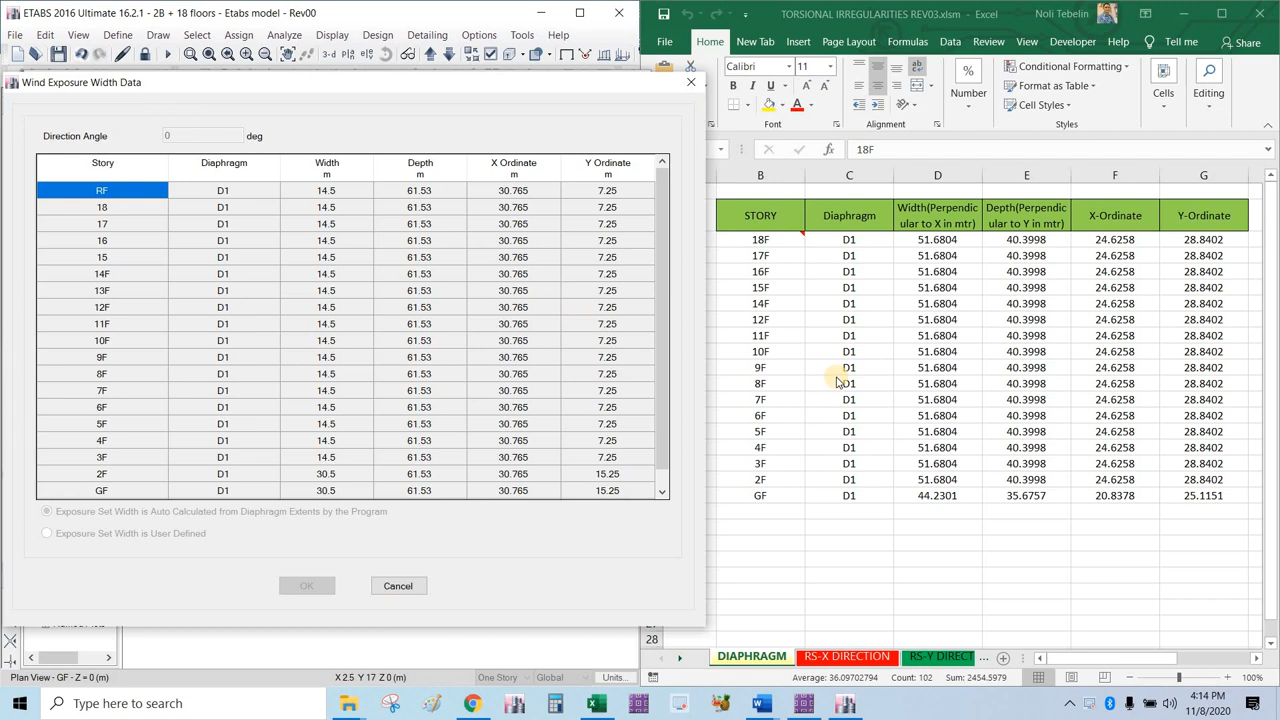 ETABS 2016 Ultimate 16.2.1 - 2B + 18 floors - Etabs model - Rev00
File Edit View Define Draw Select Assign Analyze Display Design Detailing Options Tools Help
3-d
Wind Exposure Width Data
Direction Angle 0 deg
Story Diaphragm Width Depth X Ordinate Y Ordinate
m m m m
RF D1 14.5 61.53 30.765 7.25
18 D1 14.5 61.53 30.765 7.25
17 D1 14.5 61.53 30.765 7.25
16 D1 14.5 61.53 30.765 7.25
15 D1 14.5 61.53 30.765 7.25
14F D1 14.5 61.53 30.765 7.25
13F D1 14.5 61.53 30.765 7.25
12F D1 14.5 61.53 30.765 7.25
11F D1 14.5 61.53 30.765 7.25
10F D1 14.5 61.53 30.765 7.25
9F D1 14.5 61.53 30.765 7.25
8F D1 14.5 61.53 30.765 7.25
7F D1 14.5 61.53 30.765 7.25
6F D1 14.5 61.53 30.765 7.25
5F D1 14.5 61.53 30.765 7.25
4F D1 14.5 61.53 30.765 7.25
3F D1 14.5 61.53 30.765 7.25
2F D1 30.5 61.53 30.765 15.25
GF D1 30.5 61.53 30.765 15.25
Exposure Set Width is Auto Calculated from Diaphragm Extents by the Program
Exposure Set Width is User Defined
OK Cancel
Plan View - GF - Z = 0 (m) X 2.5 Y 17 Z 0 (m) One Story Global Units...
TORSIONAL IRREGULARITIES REV03.xlsm - Excel Noli Tebelin
File Home New Tab Insert Page Layout Formulas Data Review View Developer Help Tell me Share
Calibri 11 ab
B I U A
% Number
Conditional Formatting
Format as Table
Cell Styles
Cells Editing
Font Alignment Styles
fx 18F
B C D E F G
STORY Diaphragm Width(Perpendicular to X in mtr) Depth(Perpendicular to Y in mtr) X-Ordinate Y-Ordinate
18F D1 51.6804 40.3998 24.6258 28.8402
17F D1 51.6804 40.3998 24.6258 28.8402
16F D1 51.6804 40.3998 24.6258 28.8402
15F D1 51.6804 40.3998 24.6258 28.8402
14F D1 51.6804 40.3998 24.6258 28.8402
12F D1 51.6804 40.3998 24.6258 28.8402
11F D1 51.6804 40.3998 24.6258 28.8402
10F D1 51.6804 40.3998 24.6258 28.8402
9F D1 51.6804 40.3998 24.6258 28.8402
8F D1 51.6804 40.3998 24.6258 28.8402
7F D1 51.6804 40.3998 24.6258 28.8402
6F D1 51.6804 40.3998 24.6258 28.8402
5F D1 51.6804 40.3998 24.6258 28.8402
4F D1 51.6804 40.3998 24.6258 28.8402
3F D1 51.6804 40.3998 24.6258 28.8402
2F D1 51.6804 40.3998 24.6258 28.8402
GF D1 44.2301 35.6757 20.8378 25.1151
28
DIAPHRAGM RS-X DIRECTION RS-Y DIRECT ...
Average: 36.09702794 Count: 102 Sum: 2454.5979 100%
Type here to search
4:14 PM
11/8/2020